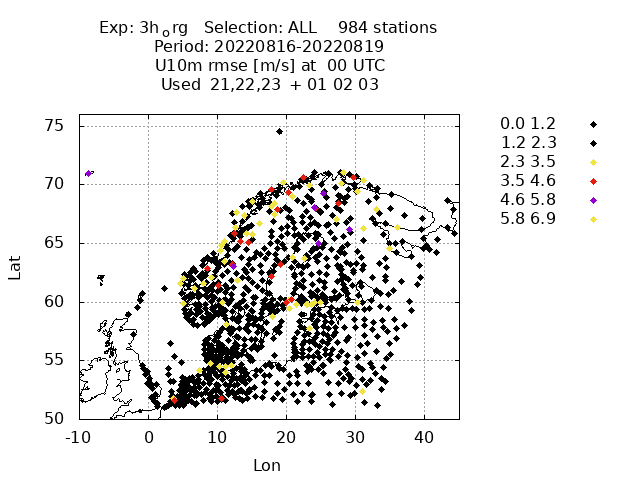 Exp: 3h_org Selection: ALL 984 stations
Period: 20220816-20220819
U10m rmse [m/s] at 00 UTC
Used 21,22,23 + 01 02 03
0.0 1.2
1.2 2.3
2.3 3.5
3.5 4.6
4.6 5.8
5.8 6.9
75
70
65
60
55
50
Lat
-10 0 10 20 30 40
Lon